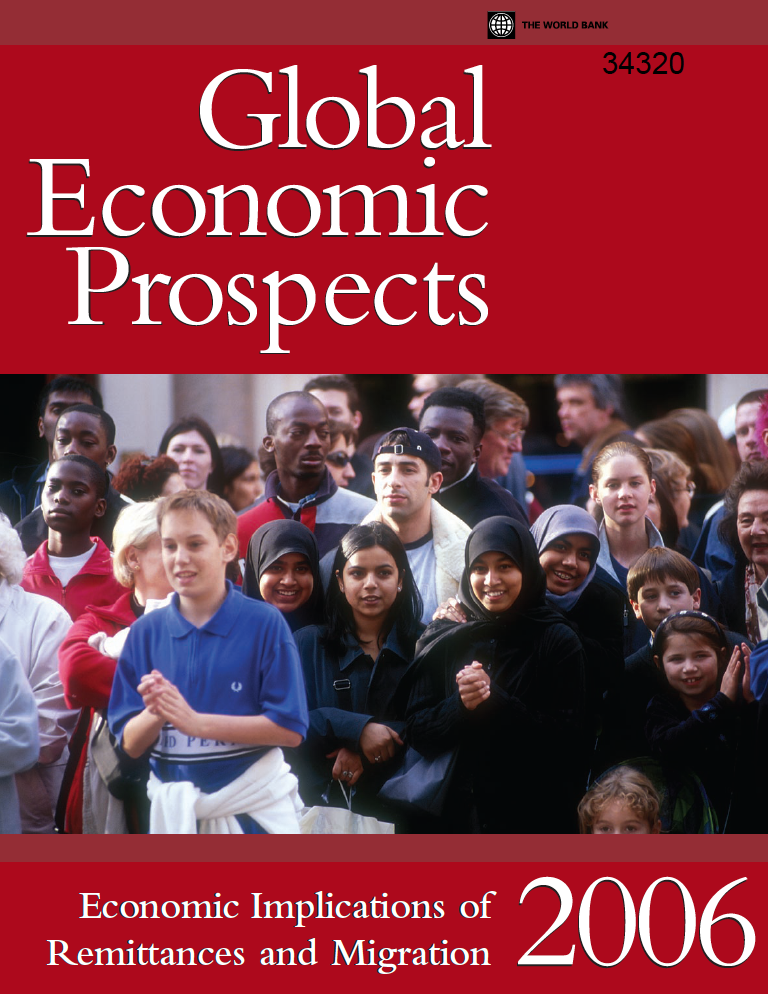 THE WORLD BANK
34320
Global
Economic
Prospects
Economic Implications of
Remittances and Migration
2006